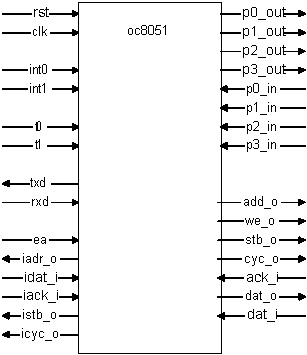 oc8051
rst
clk
int0
int1
t0
t1
txd
rxd
ea
iadr_o
idat_i
iack_i
istb_o
icyc_o
p0_out
p1_out
p2_out
p3_out
p0_in
p1_in
p2_in
p3_in
add_o
we_o
stb_o
cyc_o
ack_i
dat_o
dat_i